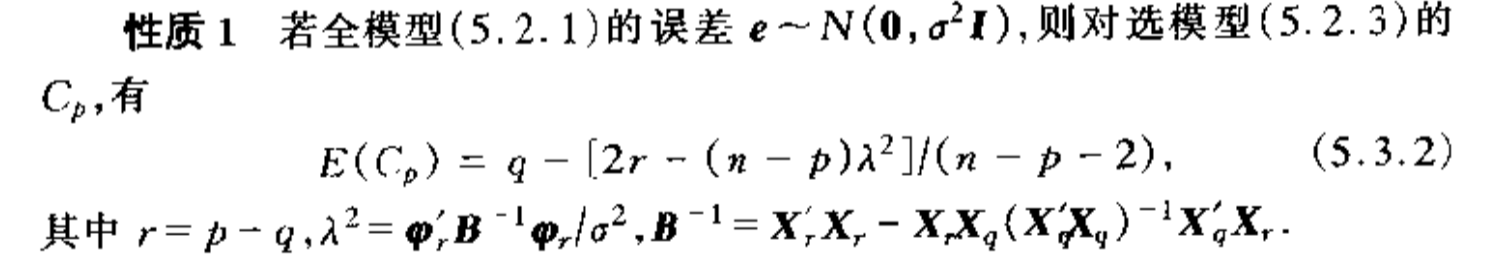 性质 1 若全模型(5.2.1)的误差 e ~ N(0, σ²I),则对选模型(5.2.3)的
C_p,有
E(C_p) = q − [2r − (n − p)λ²]/(n − p − 2), (5.3.2)
其中 r = p − q, λ² = φ′_r B⁻¹ φ_r/σ², B⁻¹ = X′_r X_r − X_r X_q (X′_q X_q)⁻¹ X′_q X_r.